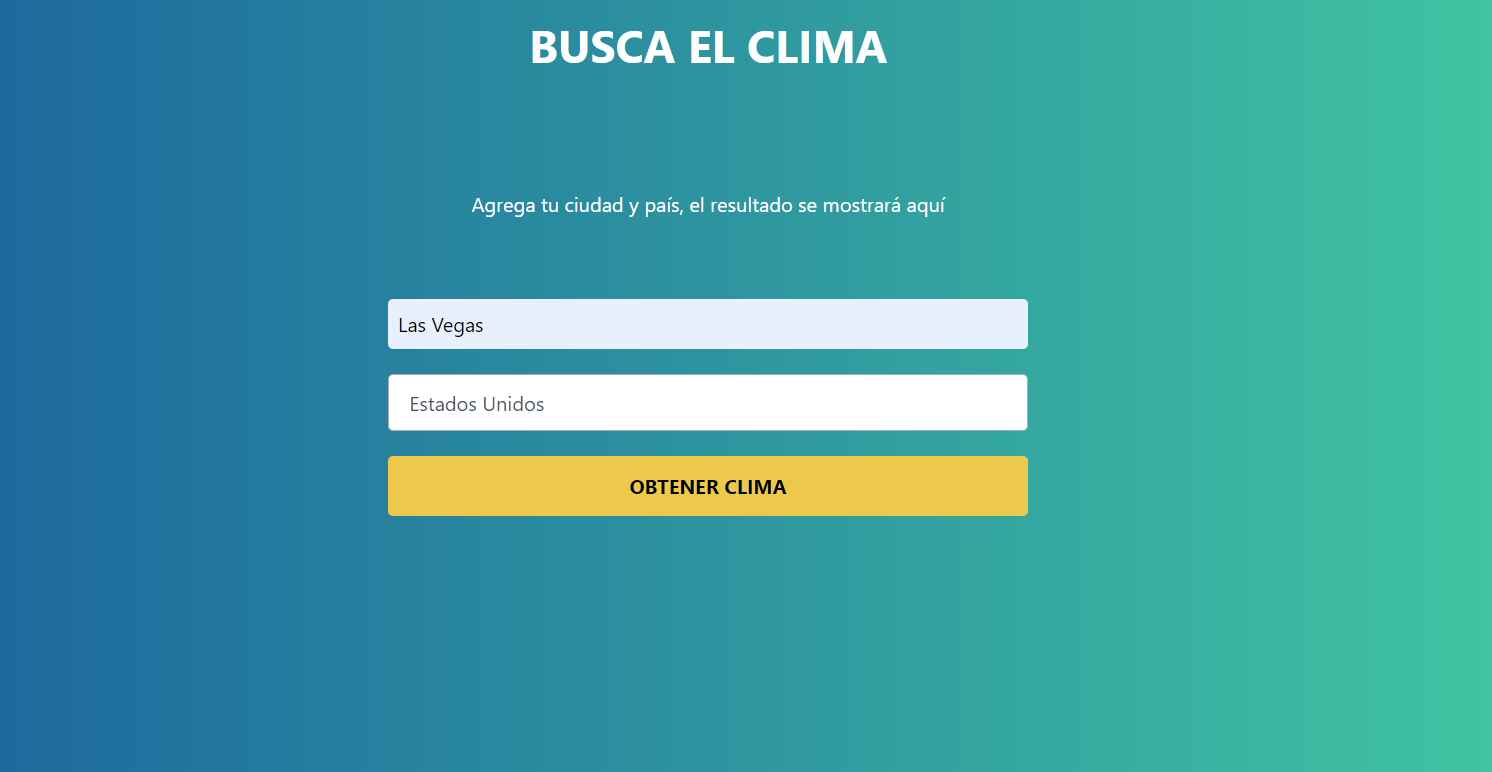 BUSCA EL CLIMA
Agrega tu ciudad y país, el resultado se mostrará aquí
Las Vegas
Estados Unidos
OBTENER CLIMA